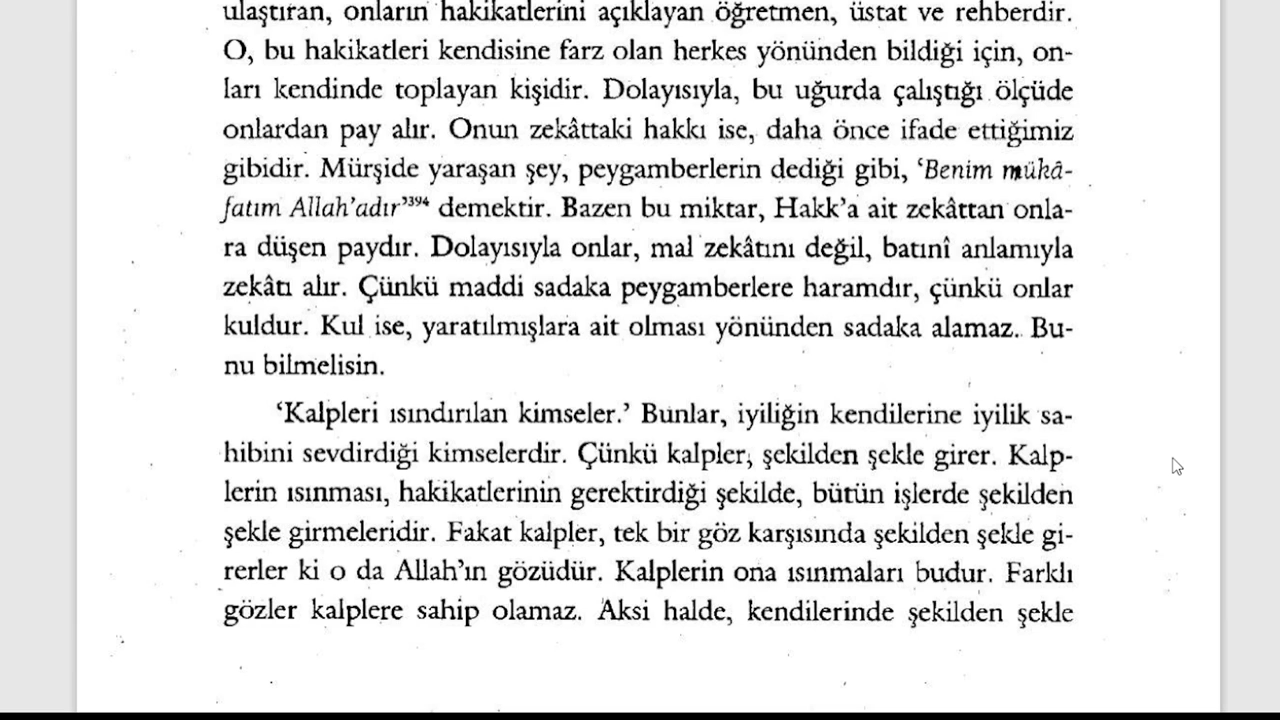 ulaştıran, onların hakikatlerini açıklayan öğretmen, üstat ve rehberdir.
O, bu hakikatleri kendisine farz olan herkes yönünden bildiği için, on-
ları kendinde toplayan kişidir. Dolayısıyla, bu uğurda çalıştığı ölçüde
onlardan pay alır. Onun zekâttaki hakkı ise, daha önce ifade ettiğimiz
gibidir. Mürşide yaraşan şey, peygamberlerin dediği gibi, ‘Benim mükâ-
fatım Allah’adır’³⁹⁴ demektir. Bazen bu miktar, Hakk’a ait zekâttan onla-
ra düşen paydır. Dolayısıyla onlar, mal zekâtını değil, batınî anlamıyla
zekâtı alır. Çünkü maddi sadaka peygamberlere haramdır, çünkü onlar
kuldur. Kul ise, yaratılmışlara ait olması yönünden sadaka alamaz. Bu-
nu bilmelisin.
‘Kalpleri ısındırılan kimseler.’ Bunlar, iyiliğin kendilerine iyilik sa-
hibini sevdirdiği kimselerdir. Çünkü kalpler, şekilden şekle girer. Kalp-
lerin ısınması, hakikatlerinin gerektirdiği şekilde, bütün işlerde şekilden
şekle girmeleridir. Fakat kalpler, tek bir göz karşısında şekilden şekle gi-
rerler ki o da Allah’ın gözüdür. Kalplerin ona ısınmaları budur. Farklı
gözler kalplere sahip olamaz. Aksi halde, kendilerinde şekilden şekle